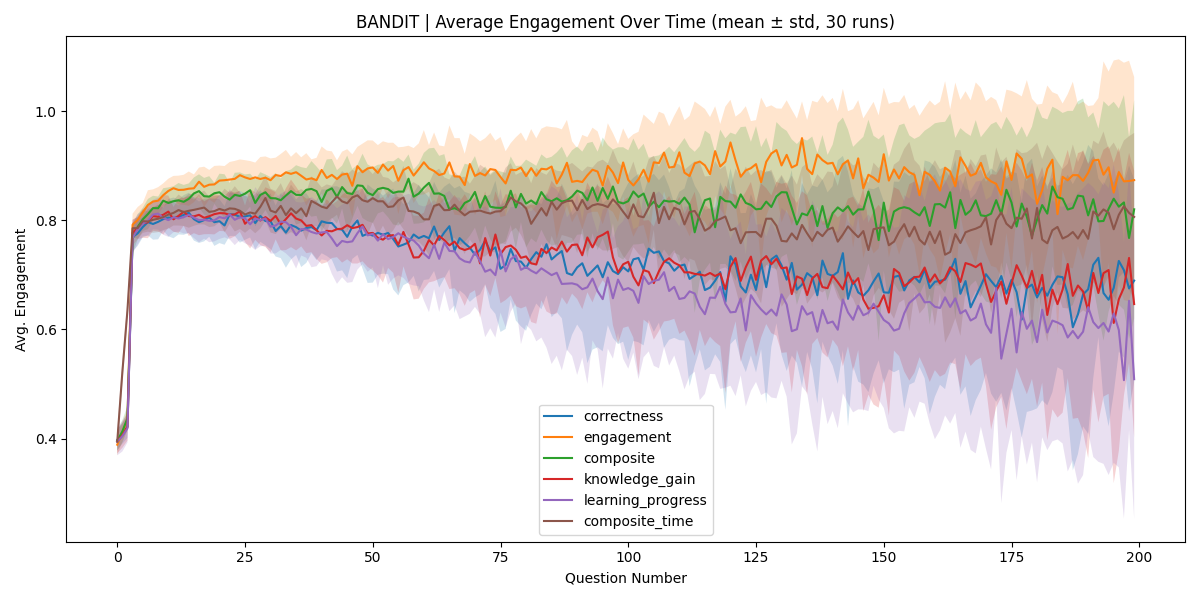 BANDIT | Average Engagement Over Time (mean ± std, 30 runs)
Avg. Engagement
1.0
0.8
0.6
0.4
0
25
50
75
100
125
150
175
200
Question Number
correctness
engagement
composite
knowledge_gain
learning_progress
composite_time